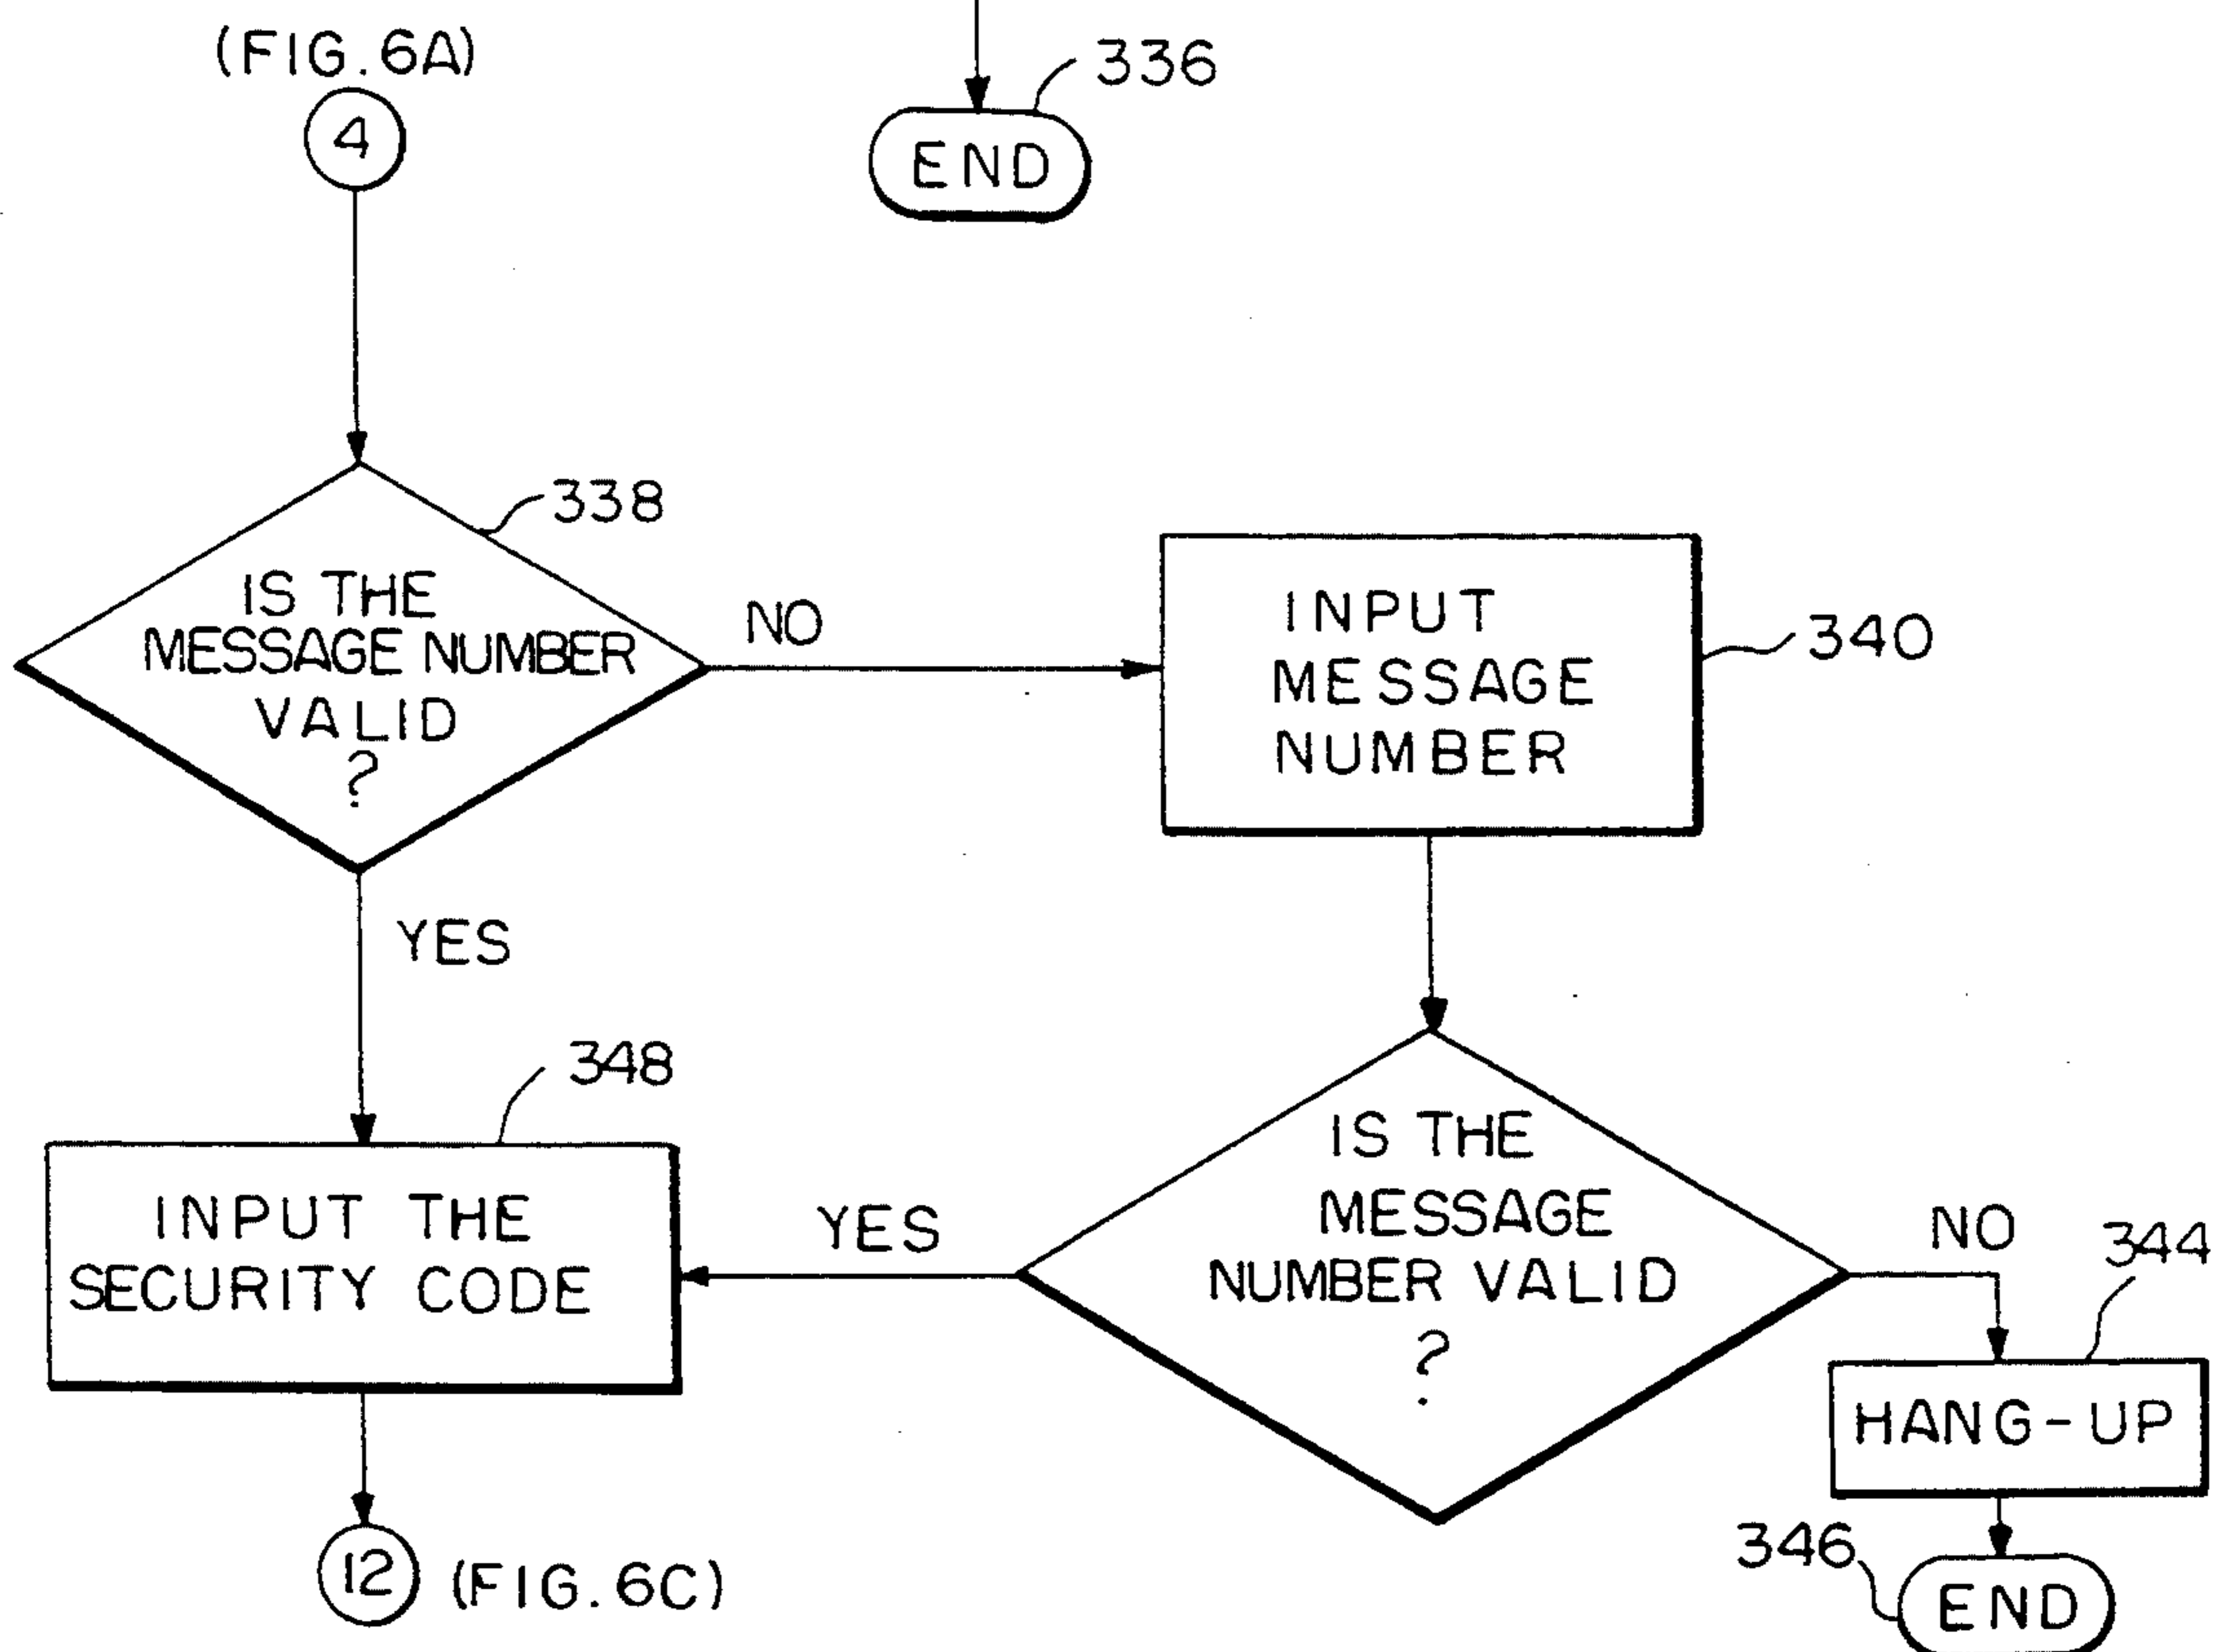 (FIG. 6A)
4
336
END
338
IS THE
MESSAGE NUMBER
VALID
?
NO
INPUT
MESSAGE
NUMBER
340
YES
348
INPUT THE
SECURITY CODE
YES
IS THE
MESSAGE
NUMBER VALID
?
NO
344
HANG-UP
346
END
12
(FIG. 6C)